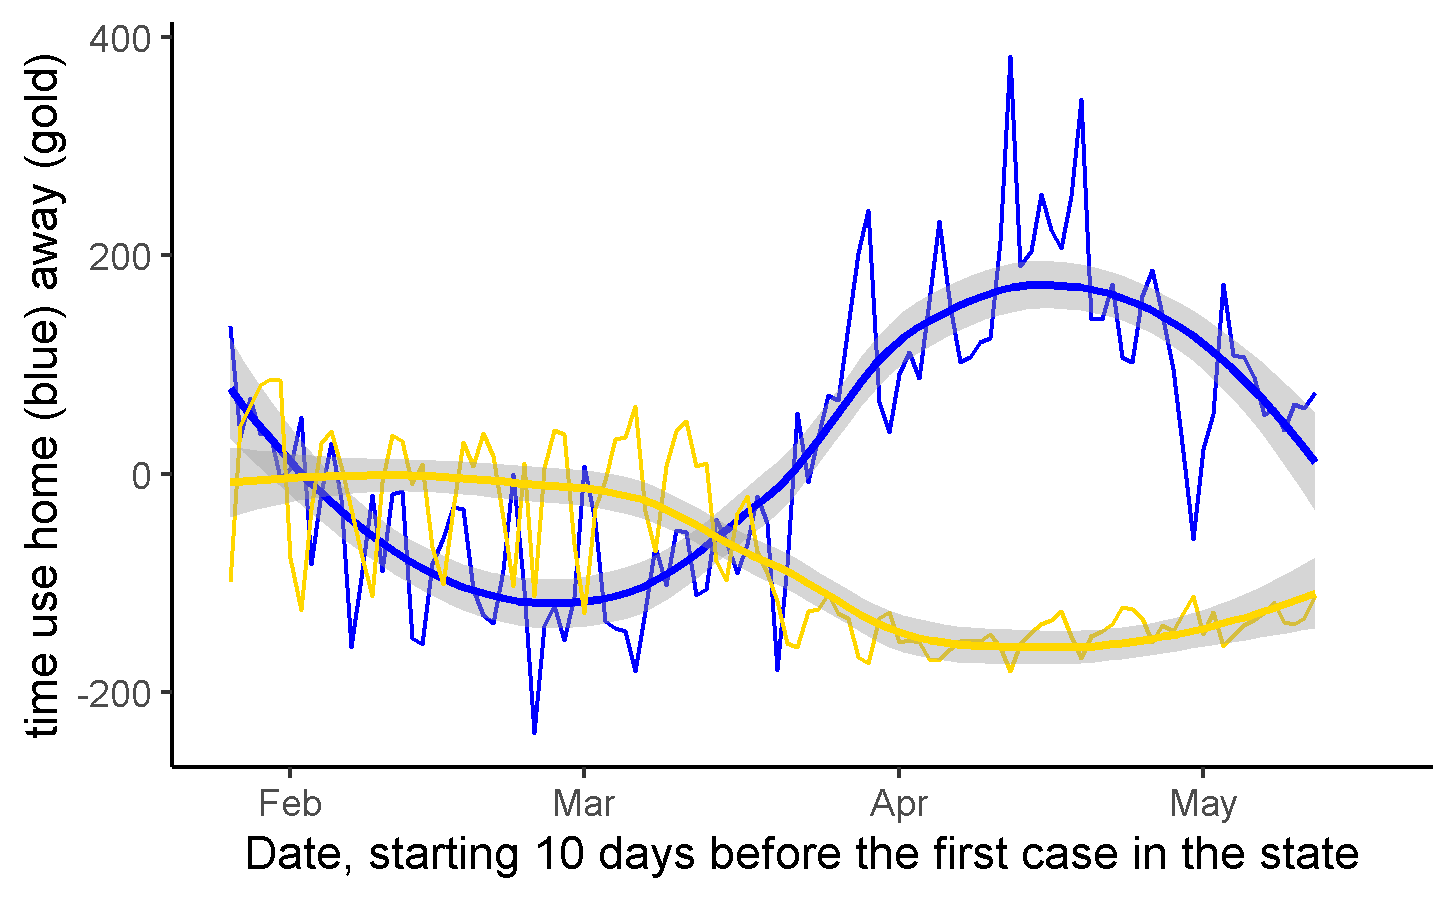 time use home (blue) away (gold)
400
200
0
-200
Feb Mar Apr May
Date, starting 10 days before the first case in the state